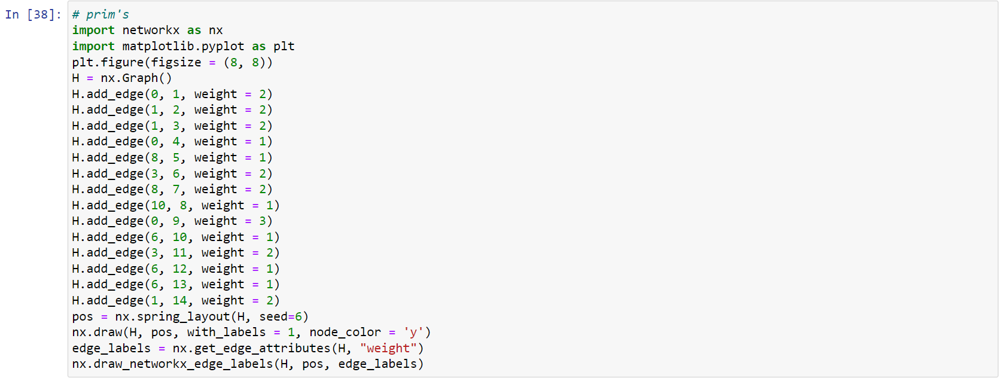 In [38]: # prim's
import networkx as nx
import matplotlib.pyplot as plt
plt.figure(figsize = (8, 8))
H = nx.Graph()
H.add_edge(0, 1, weight = 2)
H.add_edge(1, 2, weight = 2)
H.add_edge(1, 3, weight = 2)
H.add_edge(0, 4, weight = 1)
H.add_edge(8, 5, weight = 1)
H.add_edge(3, 6, weight = 2)
H.add_edge(8, 7, weight = 2)
H.add_edge(10, 8, weight = 1)
H.add_edge(0, 9, weight = 3)
H.add_edge(6, 10, weight = 1)
H.add_edge(3, 11, weight = 2)
H.add_edge(6, 12, weight = 1)
H.add_edge(6, 13, weight = 1)
H.add_edge(1, 14, weight = 2)
pos = nx.spring_layout(H, seed=6)
nx.draw(H, pos, with_labels = 1, node_color = 'y')
edge_labels = nx.get_edge_attributes(H, "weight")
nx.draw_networkx_edge_labels(H, pos, edge_labels)